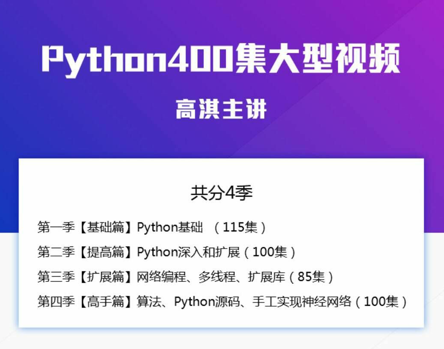 Python400集大型视频
高淇主讲
共分4季
第一季【基础篇】Python基础 （115集）
第二季【提高篇】Python深入和扩展（100集）
第三季【扩展篇】网络编程、多线程、扩展库（85集）
第四季【高手篇】算法、Python源码、手工实现神经网络（100集）